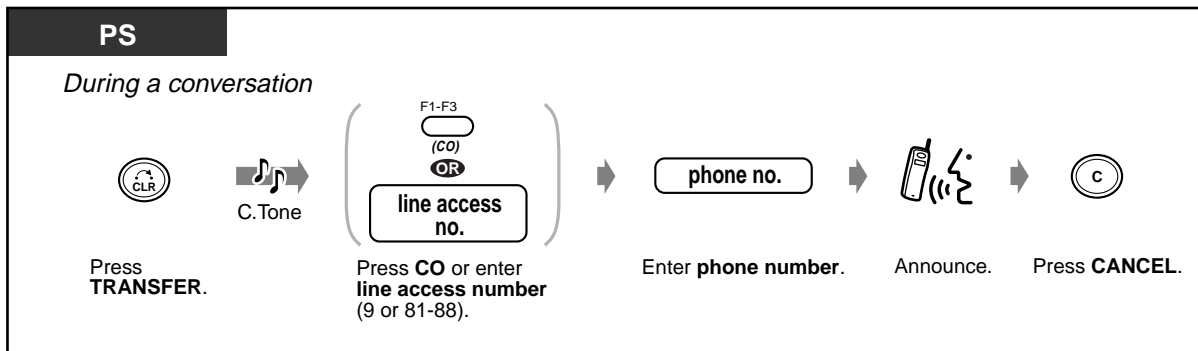 PS
During a conversation
CLR
C.Tone
F1-F3
(CO)
OR
line access
no.
phone no.
C
Press
TRANSFER.
Press CO or enter
line access number
(9 or 81-88).
Enter phone number.
Announce.
Press CANCEL.